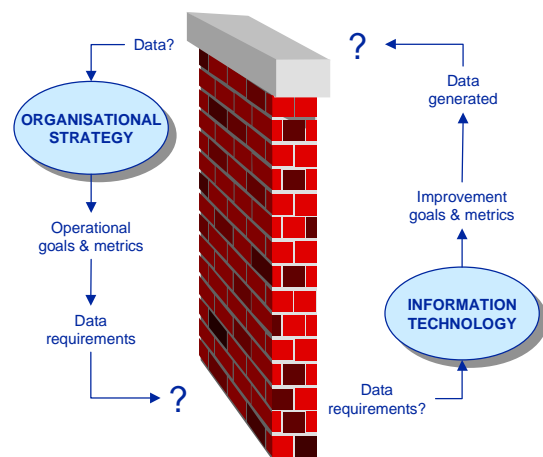 Data?
ORGANISATIONAL
STRATEGY
Operational
goals & metrics
Data
requirements
?
?
Data
generated
Improvement
goals & metrics
INFORMATION
TECHNOLOGY
Data
requirements?